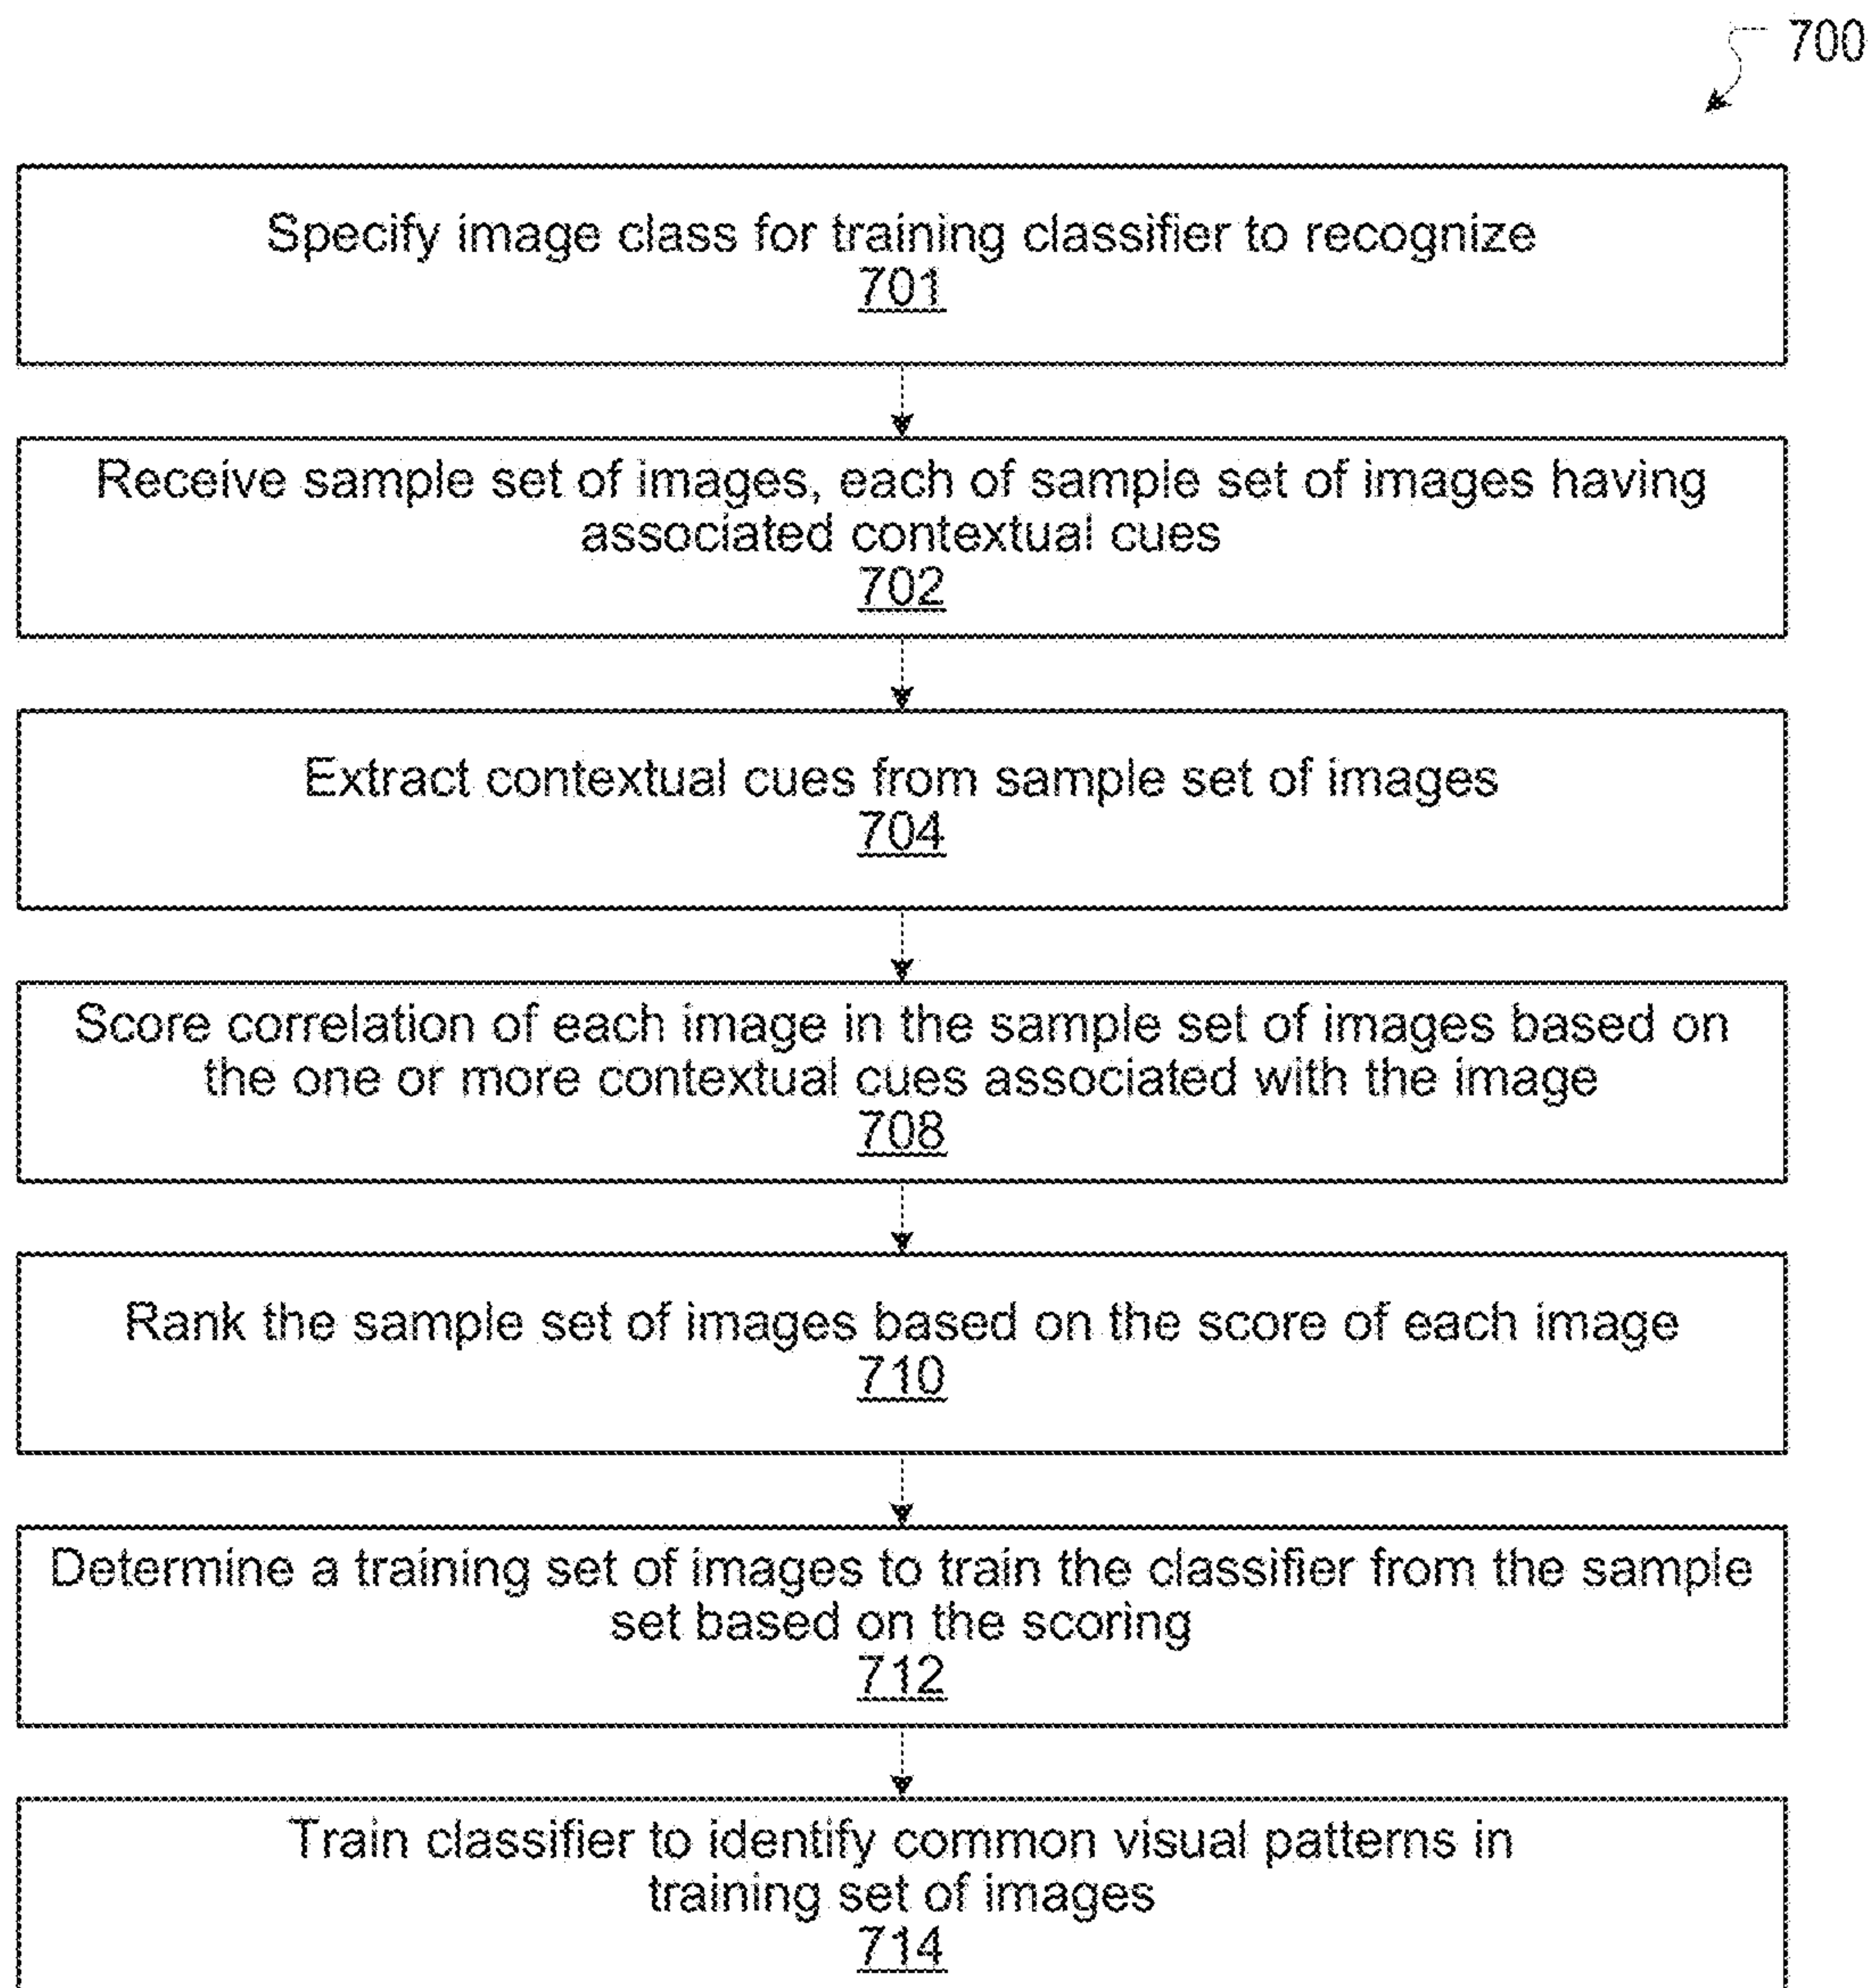 700
Specify image class for training classifier to recognize
701
Receive sample set of images, each of sample set of images having
associated contextual cues
702
Extract contextual cues from sample set of images
704
Score correlation of each image in the sample set of images based on
the one or more contextual cues associated with the image
708
Rank the sample set of images based on the score of each image
710
Determine a training set of images to train the classifier from the sample
set based on the scoring
712
Train classifier to identify common visual patterns in
training set of images
714